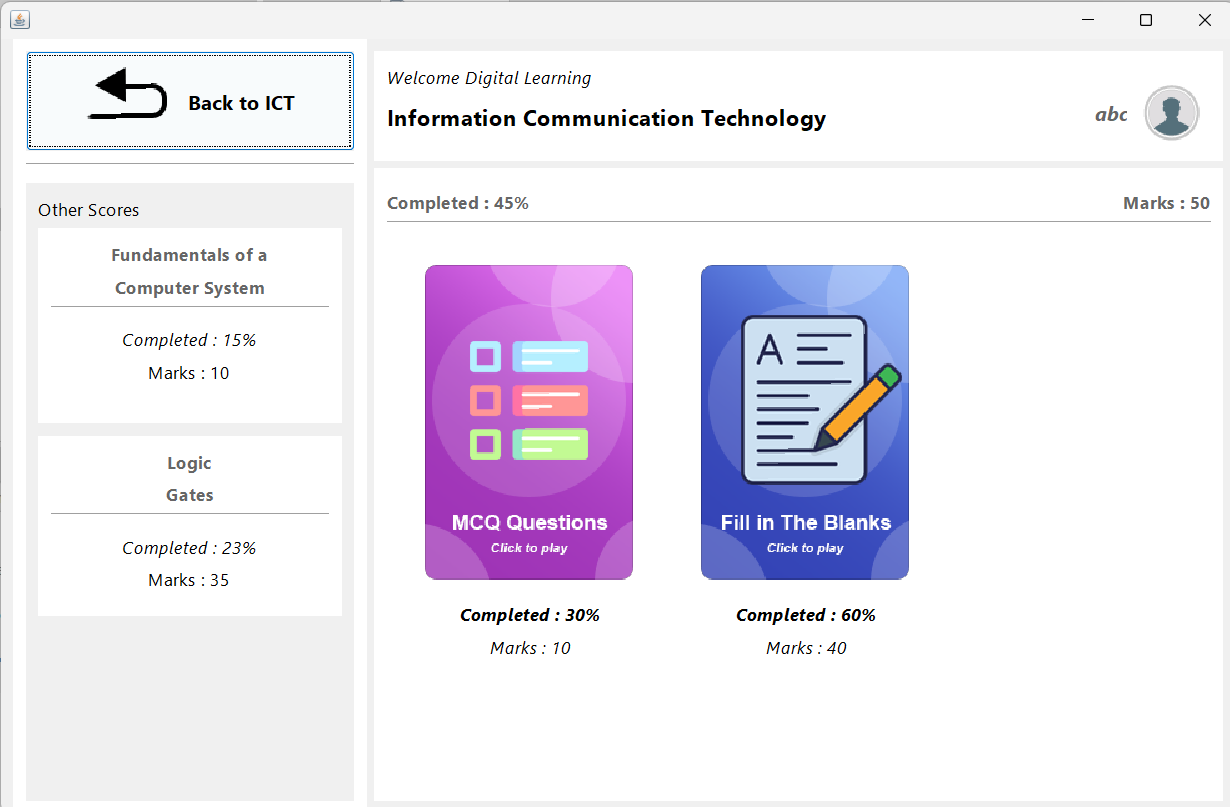 Back to ICT
Other Scores
Fundamentals of a
Computer System
Completed : 15%
Marks : 10
Logic
Gates
Completed : 23%
Marks : 35
Welcome Digital Learning
Information Communication Technology
abc
Completed : 45%
Marks : 50
A
MCQ Questions
Click to play
Completed : 30%
Marks : 10
Fill in The Blanks
Click to play
Completed : 60%
Marks : 40